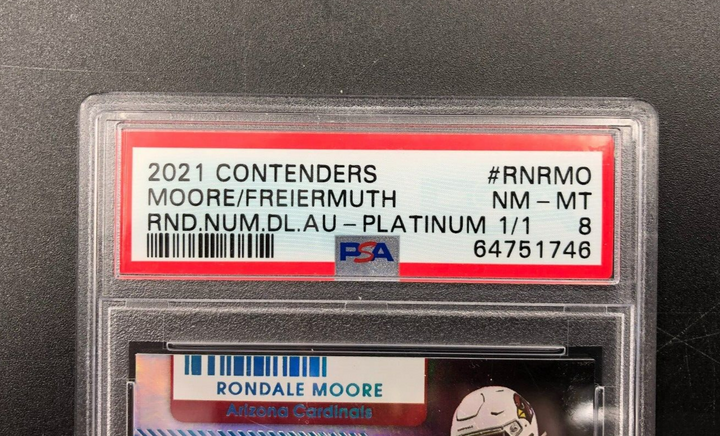 2021 CONTENDERS #RNRMO
MOORE/FREIERMUTH NM-MT
RND.NUM.DL.AU-PLATINUM 1/1 8
PSA 64751746
RONDALE MOORE
Arizona Cardinals